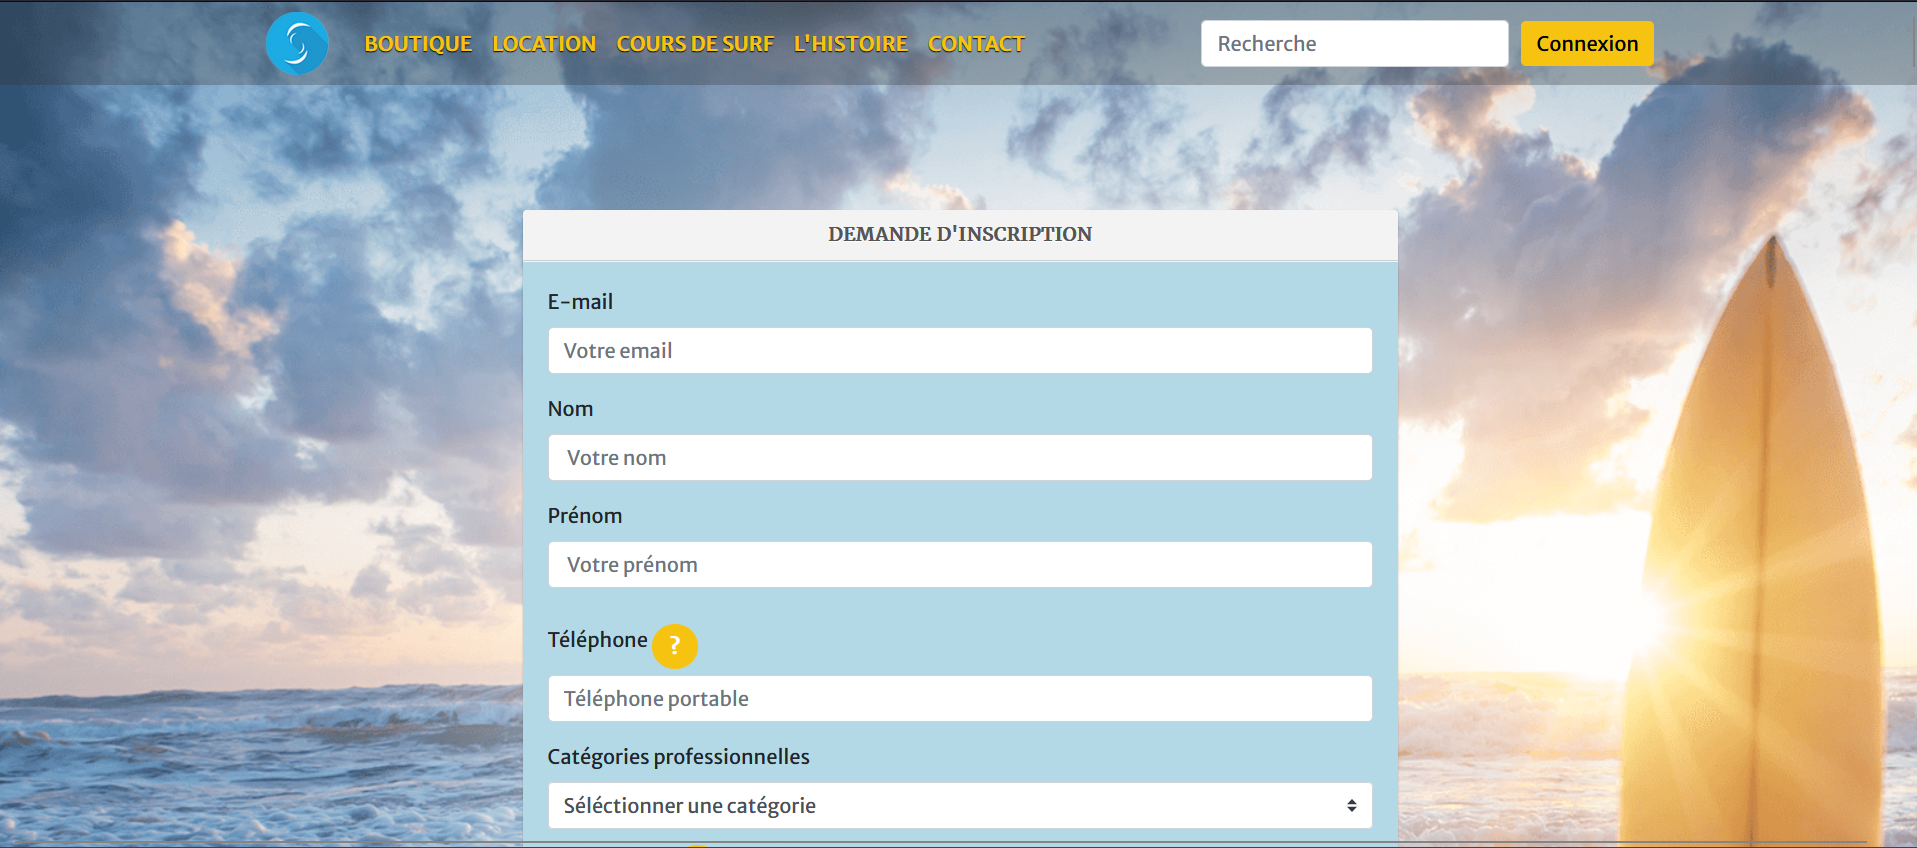 BOUTIQUE LOCATION COURS DE SURF L'HISTOIRE CONTACT Recherche Connexion
DEMANDE D'INSCRIPTION
E-mail
Votre email
Nom
Votre nom
Prénom
Votre prénom
Téléphone ?
Téléphone portable
Catégories professionnelles
Séléctionner une catégorie